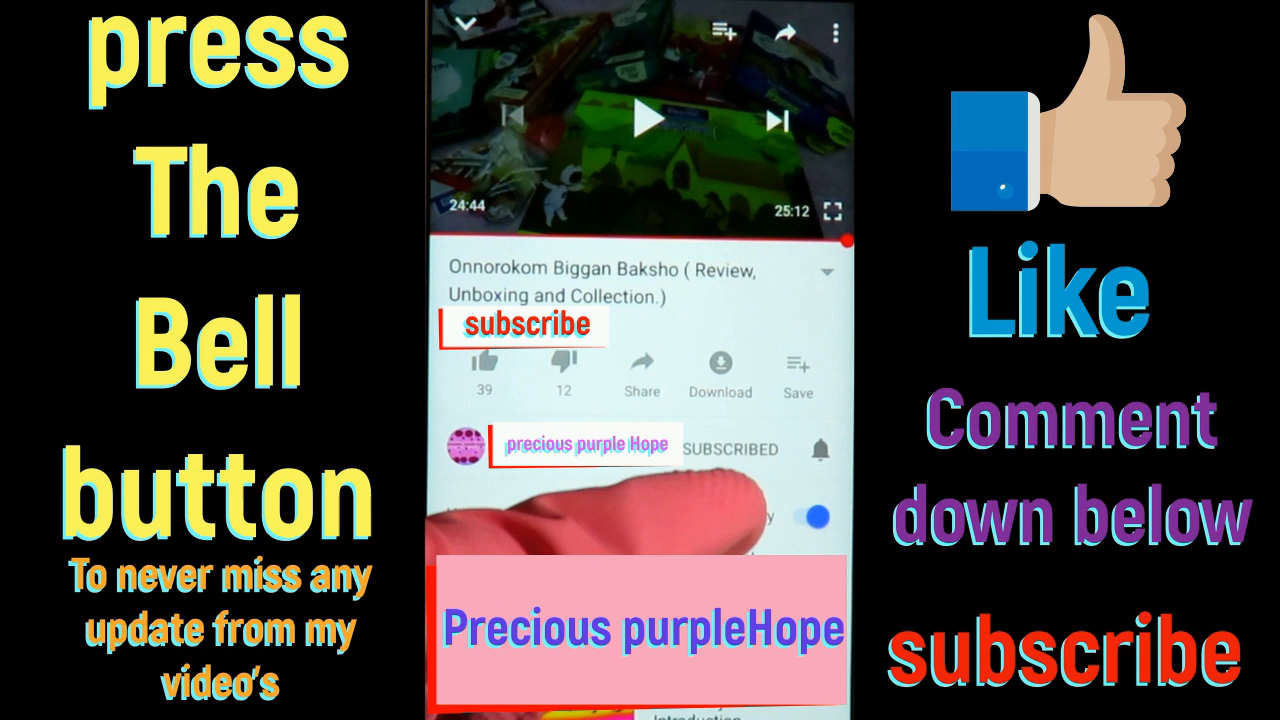 press
The
Bell
button
To never miss any
update from my
video's
24:44
25:12
Onnorokom Biggan Baksho ( Review,
Unboxing and Collection.)
subscribe
39
12
Share
Download
Save
precious purple Hope
SUBSCRIBED
Precious purpleHope
Introduction
Like
Comment
down below
subscribe